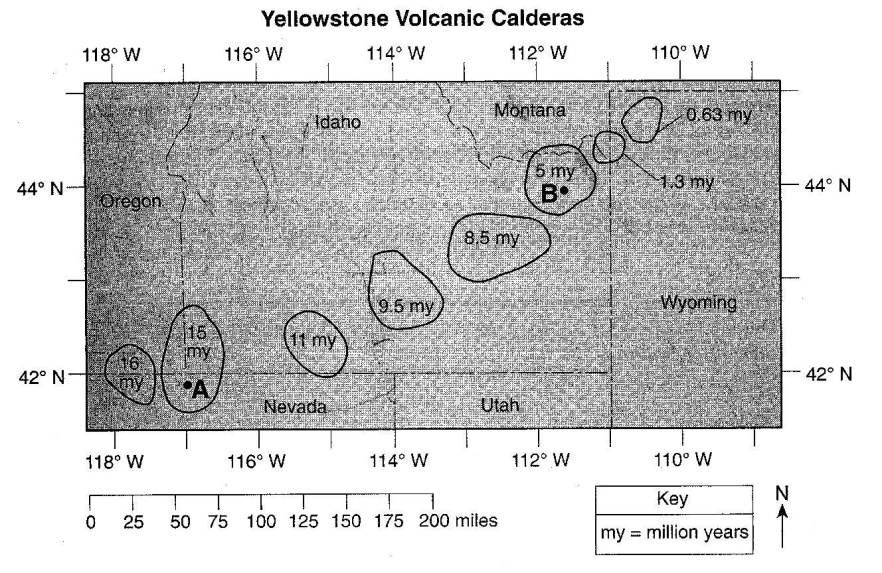 Yellowstone Volcanic Calderas
118° W 116° W 114° W 112° W 110° W
Idaho
Montana
0.63 my
5 my
1.3 my
44° N
B
44° N
Oregon
8.5 my
9.5 my
Wyoming
15
my
11 my
16
my
42° N
A
42° N
Nevada
Utah
118° W 116° W 114° W 112° W 110° W
0 25 50 75 100 125 150 175 200 miles
Key
my = million years
N